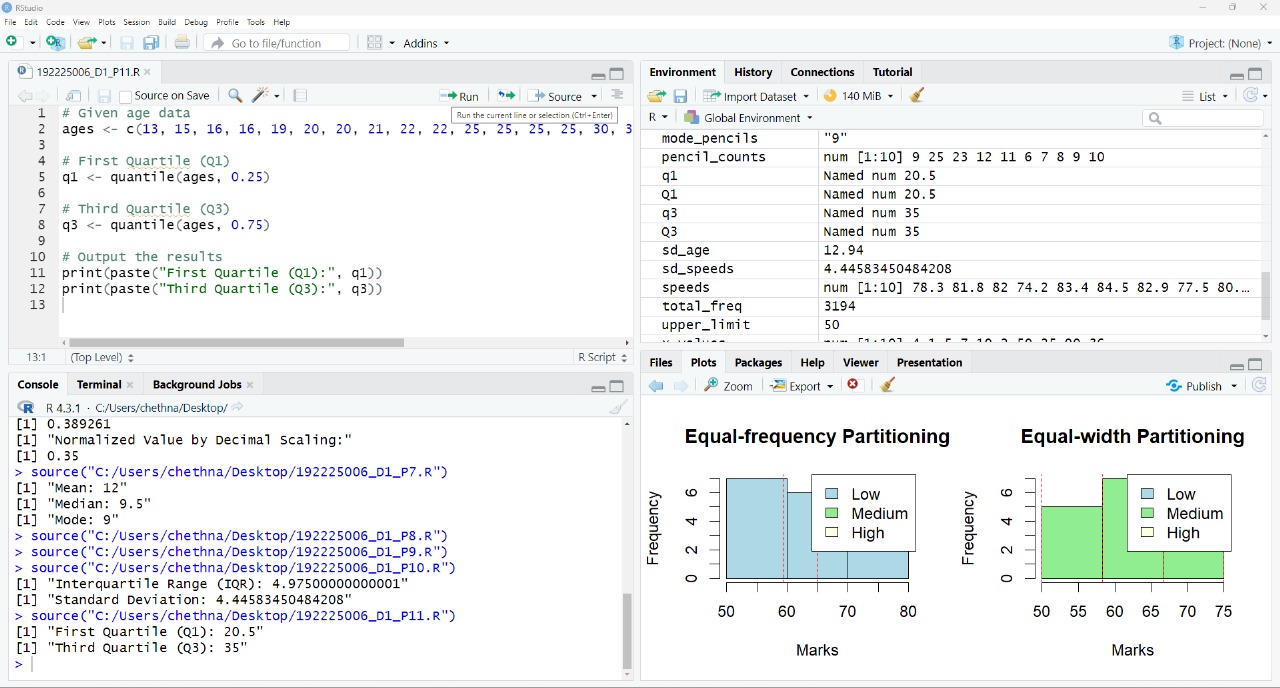 RStudio
File Edit Code View Plots Session Build Debug Profile Tools Help
Go to file/function Addins Project: (None)
192225006_D1_P11.R
Source on Save Run Source
Run the current line or selection (Ctrl+Enter)
1 # Given age data
2 ages <- c(13, 15, 16, 16, 19, 20, 20, 21, 22, 22, 25, 25, 25, 25, 30, 3
3
4 # First Quartile (Q1)
5 q1 <- quantile(ages, 0.25)
6
7 # Third Quartile (Q3)
8 q3 <- quantile(ages, 0.75)
9
10 # Output the results
11 print(paste("First Quartile (Q1):", q1))
12 print(paste("Third Quartile (Q3):", q3))
13
13:1 (Top Level) R Script
Console Terminal Background Jobs
R 4.3.1 · C:/Users/chethna/Desktop/
[1] 0.389261
[1] "Normalized Value by Decimal Scaling:"
[1] 0.35
> source("C:/Users/chethna/Desktop/192225006_D1_P7.R")
[1] "Mean: 12"
[1] "Median: 9.5"
[1] "Mode: 9"
> source("C:/Users/chethna/Desktop/192225006_D1_P8.R")
> source("C:/Users/chethna/Desktop/192225006_D1_P9.R")
> source("C:/Users/chethna/Desktop/192225006_D1_P10.R")
[1] "Interquartile Range (IQR): 4.97500000000001"
[1] "Standard Deviation: 4.44583450484208"
> source("C:/Users/chethna/Desktop/192225006_D1_P11.R")
[1] "First Quartile (Q1): 20.5"
[1] "Third Quartile (Q3): 35"
>
Environment History Connections Tutorial
Import Dataset 140 MiB List
R Global Environment
mode_pencils "9"
pencil_counts num [1:10] 9 25 23 12 11 6 7 8 9 10
q1 Named num 20.5
Q1 Named num 20.5
q3 Named num 35
Q3 Named num 35
sd_age 12.94
sd_speeds 4.44583450484208
speeds num [1:10] 78.3 81.8 82 74.2 83.4 84.5 82.9 77.5 80.…
total_freq 3194
upper_limit 50
Files Plots Packages Help Viewer Presentation
Zoom Export Publish
Equal-frequency Partitioning
Frequency
0 2 4 6
Low
Medium
High
50 60 70 80
Marks
Equal-width Partitioning
Frequency
0 2 4 6
Low
Medium
High
50 55 60 65 70 75
Marks